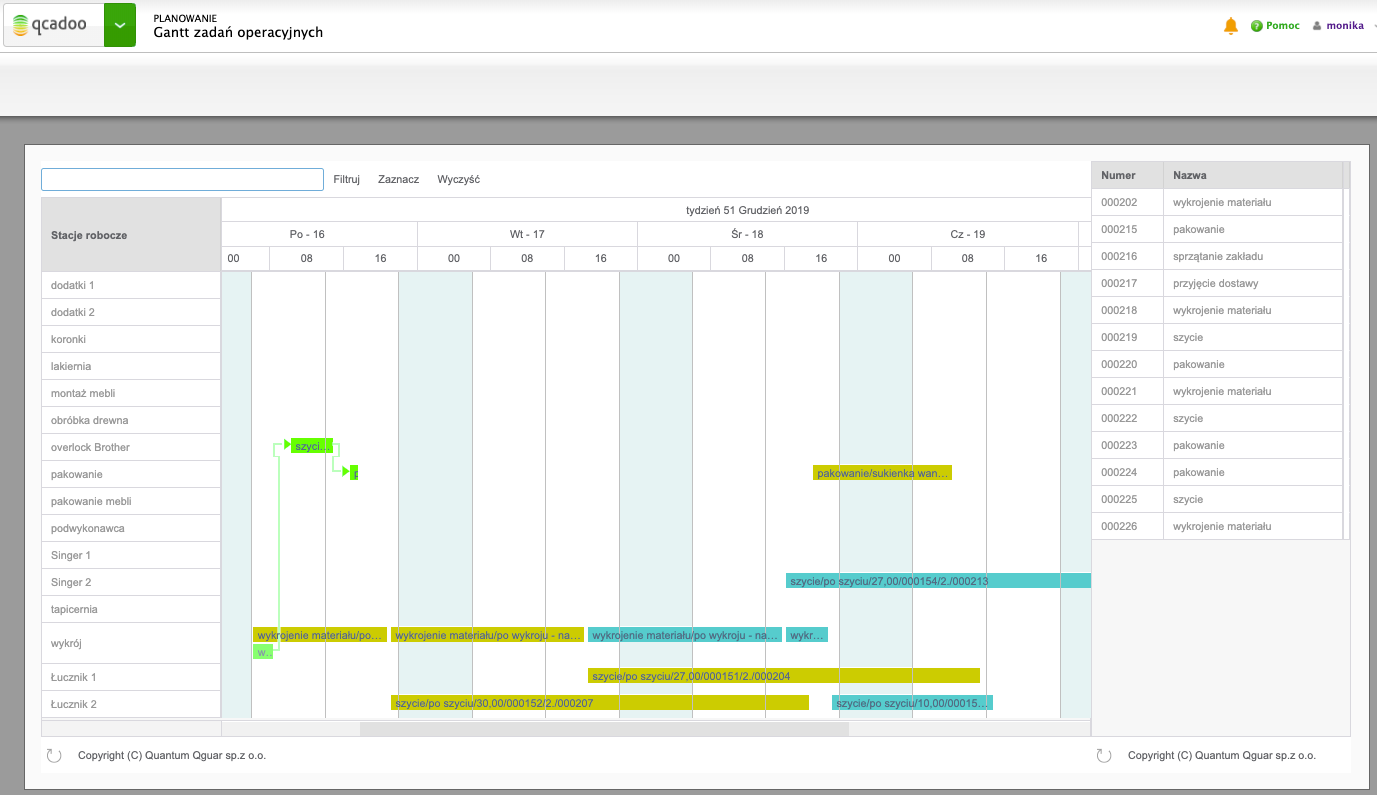 qcadoo
PLANOWANIE
Gantt zadań operacyjnych
Pomoc
monika
Filtruj Zaznacz Wyczyść
Stacje robocze
tydzień 51 Grudzień 2019
Po - 16 Wt - 17 Śr - 18 Cz - 19
00 08 16 00 08 16 00 08 16 00 08 16
dodatki 1
dodatki 2
koronki
lakiernia
montaż mebli
obróbka drewna
overlock Brother
szyci...
pakowanie
pakowanie/sukienka wan...
pakowanie mebli
podwykonawca
Singer 1
Singer 2
szycie/po szyciu/27,00/000154/2./000213
tapicernia
wykrój
wykrojenie materiału/po... wykrojenie materiału/po wykroju - na... wykrojenie materiału/po wykroju - na... wykr...
w...
Łucznik 1
szycie/po szyciu/27,00/000151/2./000204
Łucznik 2
szycie/po szyciu/30,00/000152/2./000207 szycie/po szyciu/10,00/00015...
Numer Nazwa
000202 wykrojenie materiału
000215 pakowanie
000216 sprzątanie zakładu
000217 przyjęcie dostawy
000218 wykrojenie materiału
000219 szycie
000220 pakowanie
000221 wykrojenie materiału
000222 szycie
000223 pakowanie
000224 pakowanie
000225 szycie
000226 wykrojenie materiału
Copyright (C) Quantum Qguar sp.z o.o.
Copyright (C) Quantum Qguar sp.z o.o.